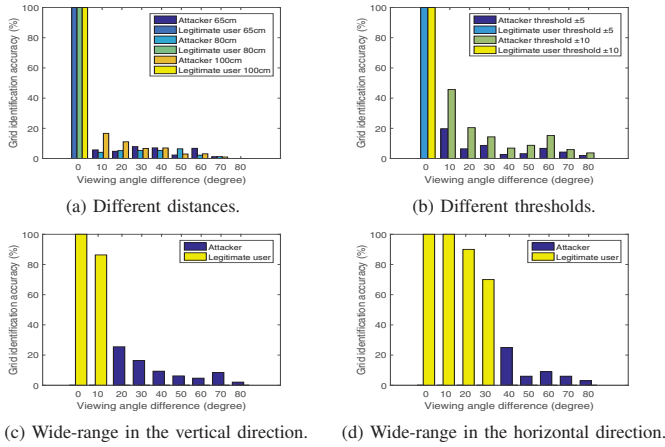 Grid identification accuracy (%)
100
80
60
40
20
0
Attacker 65cm
Legitimate user 65cm
Attacker 80cm
Legitimate user 80cm
Attacker 100cm
Legitimate user 100cm
0 10 20 30 40 50 60 70 80
Viewing angle difference (degree)
(a) Different distances.
Grid identification accuracy (%)
100
80
60
40
20
0
Attacker threshold ±5
Legitimate user threshold ±5
Attacker threshold ±10
Legitimate user threshold ±10
0 10 20 30 40 50 60 70 80
Viewing angle difference (degree)
(b) Different thresholds.
Grid identification accuracy (%)
100
80
60
40
20
0
Attacker
Legitimate user
0 10 20 30 40 50 60 70 80
Viewing angle difference (degree)
(c) Wide-range in the vertical direction.
Grid identification accuracy (%)
100
80
60
40
20
0
Attacker
Legitimate user
0 10 20 30 40 50 60 70 80
Viewing angle difference (degree)
(d) Wide-range in the horizontal direction.